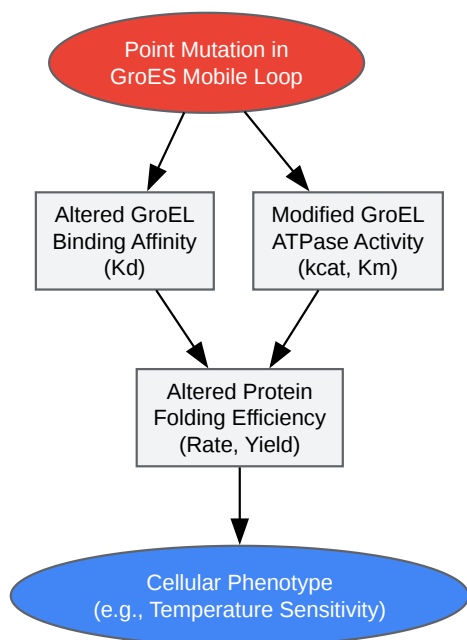 Point Mutation in
GroES Mobile Loop
Altered GroEL
Binding Affinity
(Kd)
Modified GroEL
ATPase Activity
(kcat, Km)
Altered Protein
Folding Efficiency
(Rate, Yield)
Cellular Phenotype
(e.g., Temperature Sensitivity)